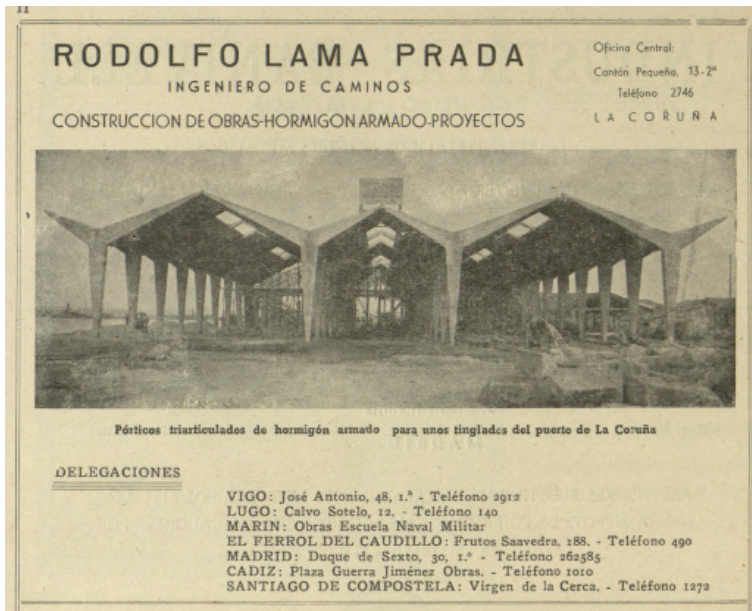 II
RODOLFO LAMA PRADA
INGENIERO DE CAMINOS
CONSTRUCCION DE OBRAS-HORMIGON ARMADO-PROYECTOS
Oficina Central:
Cantón Pequeño, 13-2º
Teléfono 2746
LA CORUÑA
Pórticos triarticulados de hormigón armado para unos tinglados del puerto de La Coruña
DELEGACIONES
VIGO: José Antonio, 48, 1.º - Teléfono 2912
LUGO: Calvo Sotelo, 12. - Teléfono 140
MARIN: Obras Escuela Naval Militar
EL FERROL DEL CAUDILLO: Frutos Saavedra, 188. - Teléfono 490
MADRID: Duque de Sexto, 30, 1.º - Teléfono 262585
CADIZ: Plaza Guerra Jiménez Obras. - Teléfono 1010
SANTIAGO DE COMPOSTELA: Virgen de la Cerca. - Teléfono 1272